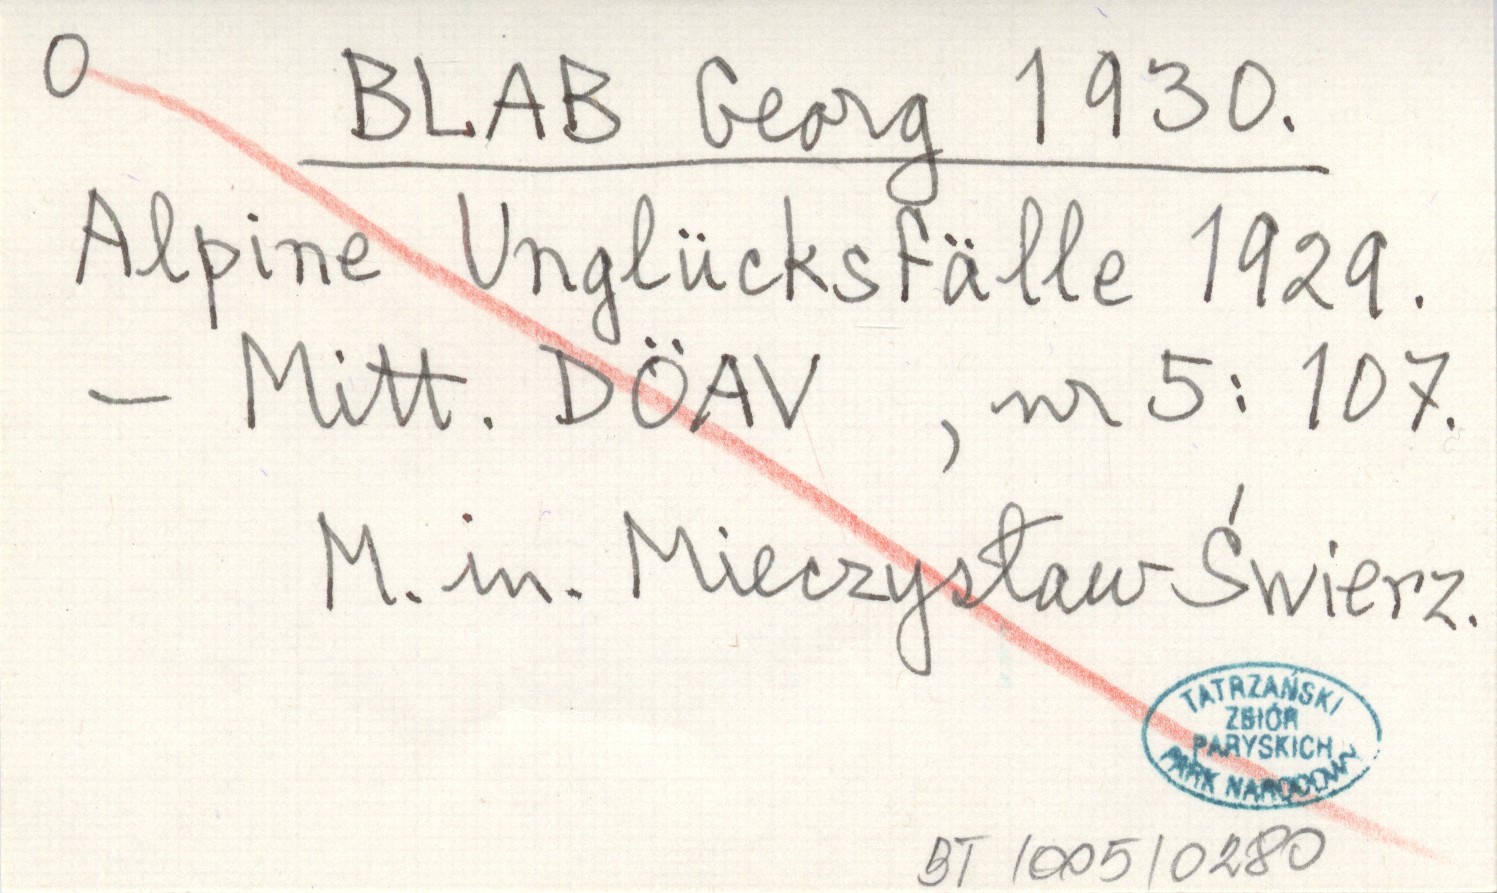 O
BLAB Georg 1930.
Alpine Unglücksfälle 1929.
– Mitt. DÖAV , nr 5: 107.
M. in. Mieczysław Świerz.
TATRZAŃSKI
ZBIÓR
PARYSKICH
PARK NARODOWY
BT 1005/0280